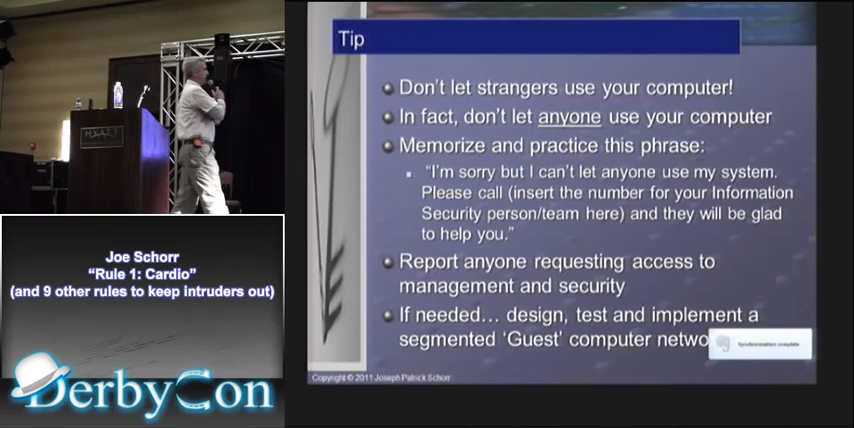 HYATT
Joe Schorr
“Rule 1: Cardio”
(and 9 other rules to keep intruders out)
DerbyCon
Tip
Don’t let strangers use your computer!
In fact, don’t let anyone use your computer
Memorize and practice this phrase:
“I’m sorry but I can’t let anyone use my system.
Please call (insert the number for your Information
Security person/team here) and they will be glad
to help you.”
Report anyone requesting access to
management and security
If needed… design, test and implement a
segmented ‘Guest’ computer netwo
Synchronisation complete
Copyright © 2011 Joseph Patrick Schorr